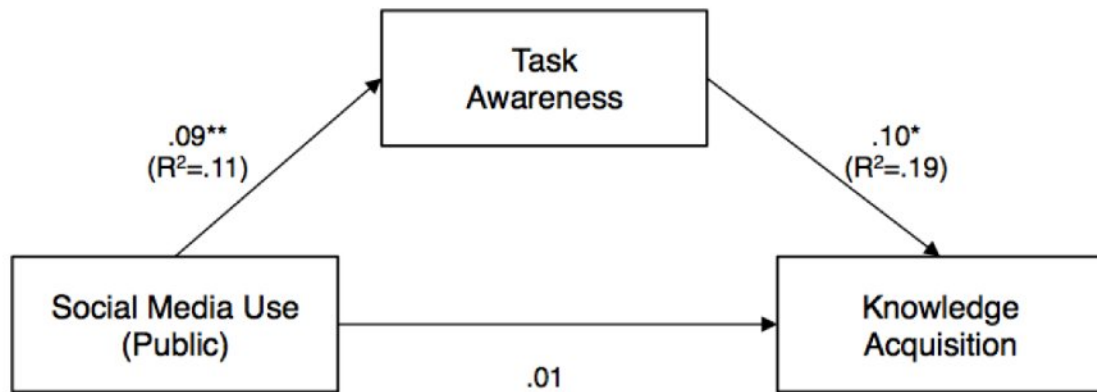 Task
Awareness
.09**
(R²=.11)
.10*
(R²=.19)
Social Media Use
(Public)
Knowledge
Acquisition
.01